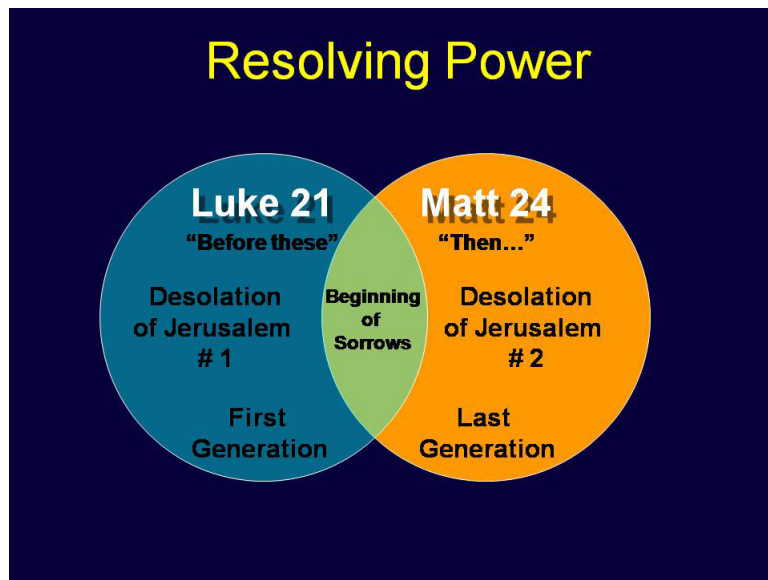 Resolving Power
Luke 21
"Before these"
Desolation
of Jerusalem
# 1
First
Generation
Beginning
of
Sorrows
Matt 24
"Then..."
Desolation
of Jerusalem
# 2
Last
Generation